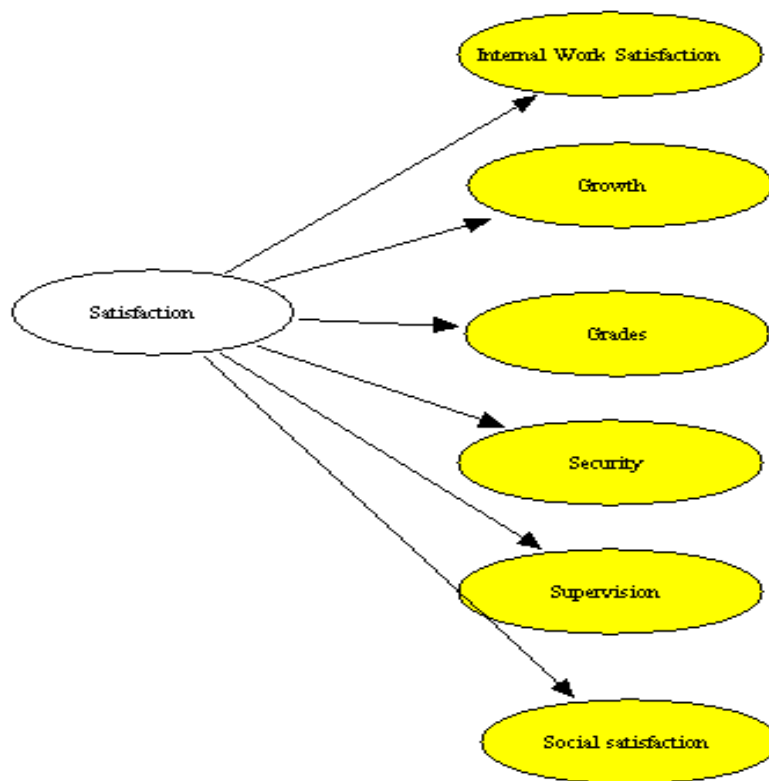 Internal Work Satisfaction
Growth
Satisfaction
Grades
Security
Supervision
Social satisfaction